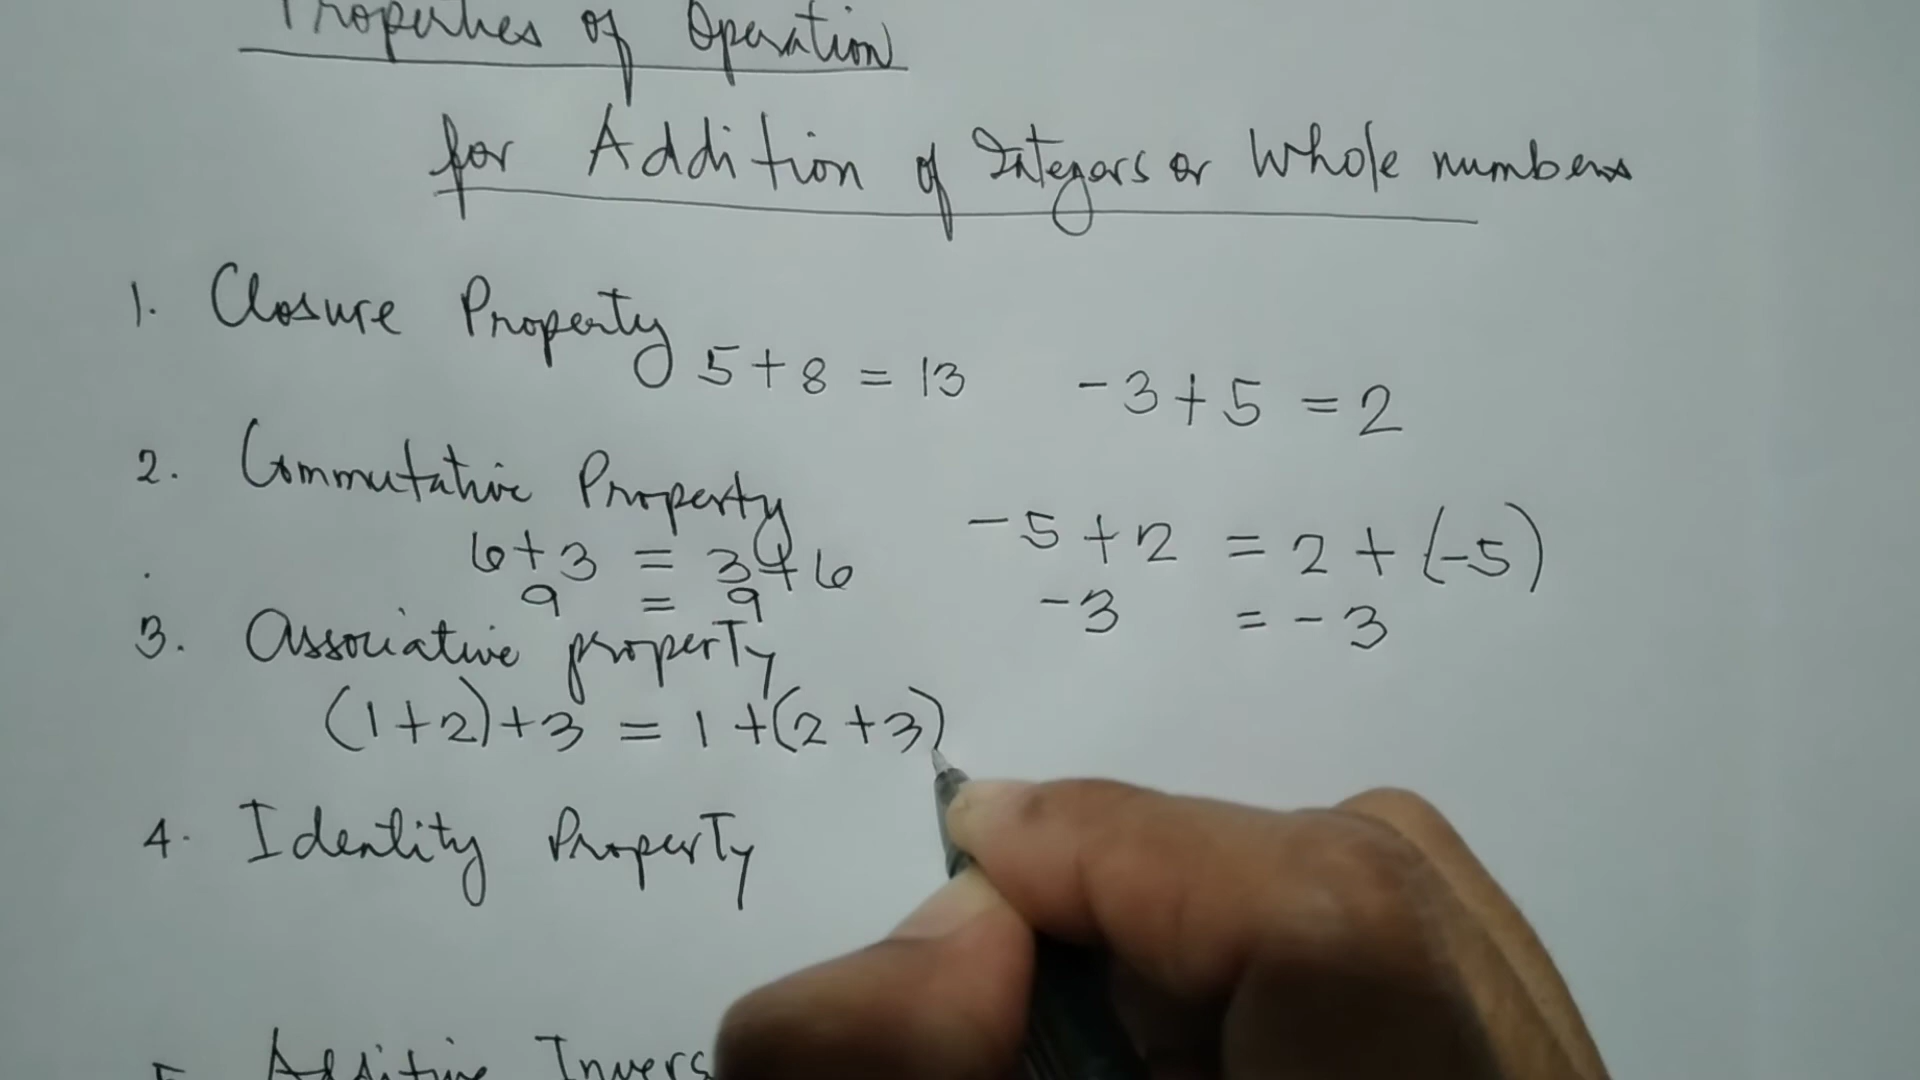 Properties of Operation
for Addition of Integers or Whole numbers
1. Closure Property
5+8 = 13 -3+5 = 2
2. Commutative Property
6+3 = 3+6 -5+2 = 2+(-5)
9 = 9 -3 = -3
3. Associative property
(1+2)+3 = 1+(2+3)
4. Identity Property
5 Additive Invers